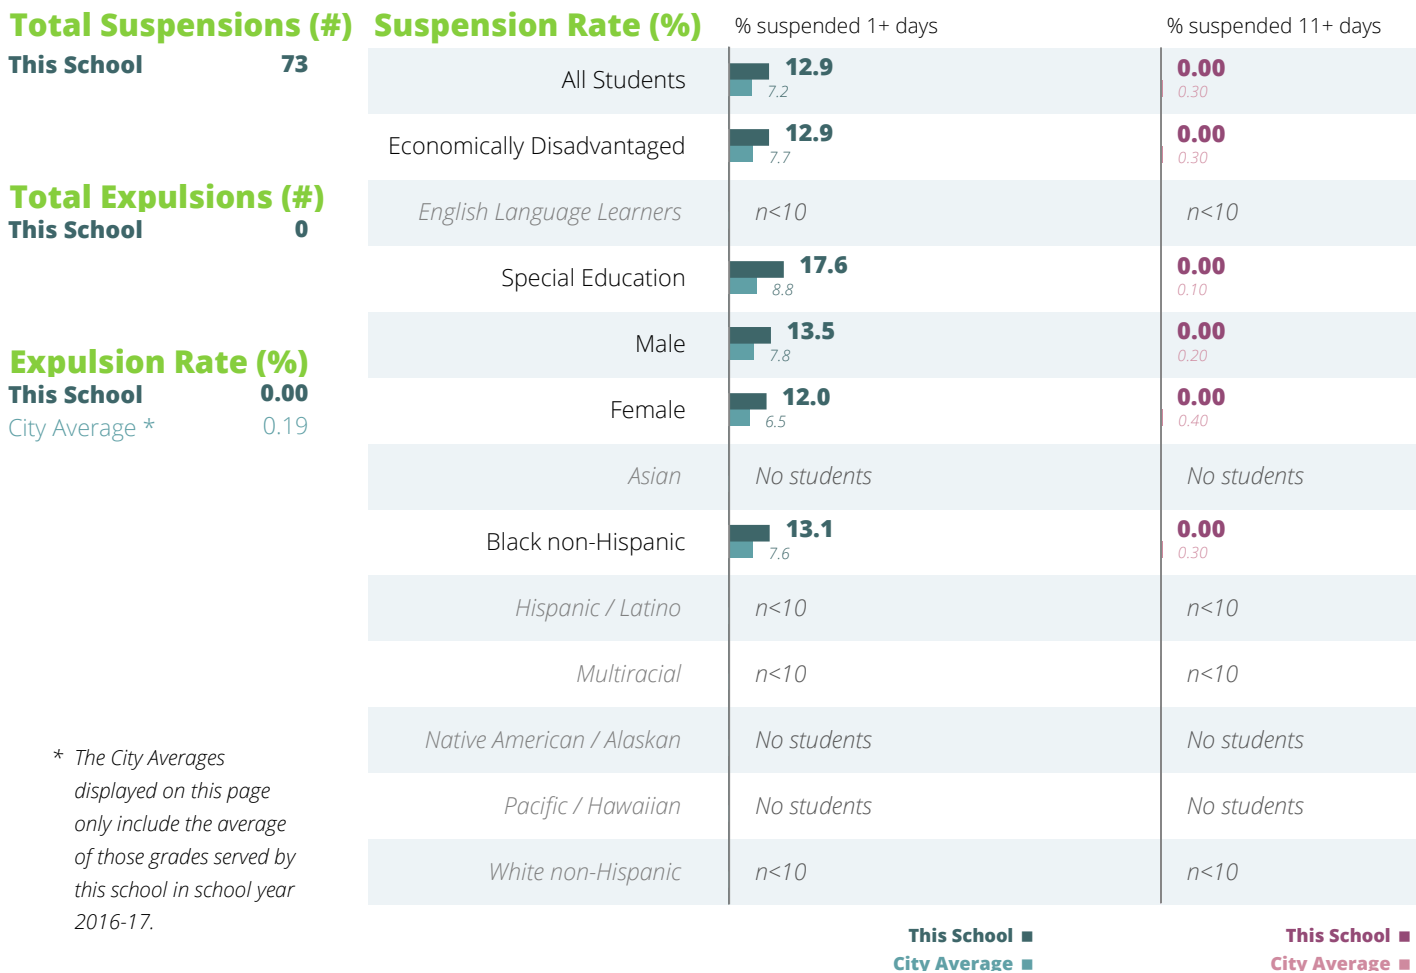 Total Suspensions (#)
This School 73
Total Expulsions (#)
This School 0
Expulsion Rate (%)
This School 0.00
City Average * 0.19
* The City Averages
displayed on this page
only include the average
of those grades served by
this school in school year
2016-17.
Suspension Rate (%) % suspended 1+ days % suspended 11+ days
All Students 12.9 0.00
7.2 0.30
Economically Disadvantaged 12.9 0.00
7.7 0.30
English Language Learners n<10 n<10
Special Education 17.6 0.00
8.8 0.10
Male 13.5 0.00
7.8 0.20
Female 12.0 0.00
6.5 0.40
Asian No students No students
Black non-Hispanic 13.1 0.00
7.6 0.30
Hispanic / Latino n<10 n<10
Multiracial n<10 n<10
Native American / Alaskan No students No students
Pacific / Hawaiian No students No students
White non-Hispanic n<10 n<10
This School This School
City Average City Average